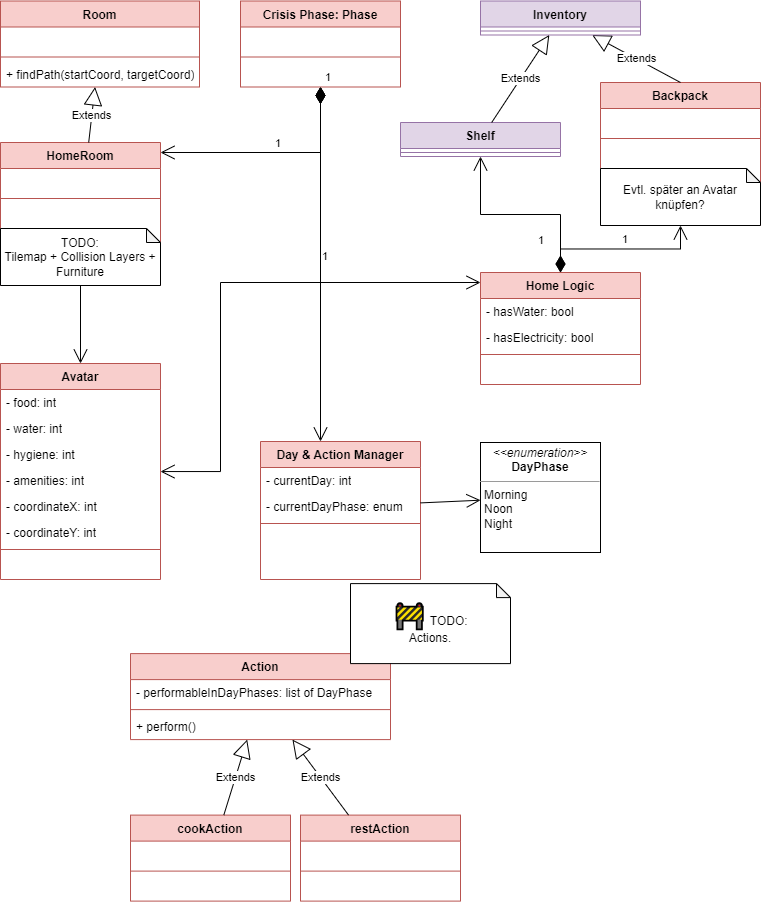 Room
+ findPath(startCoord, targetCoord)
Crisis Phase: Phase
1
Inventory
Extends
Extends
Backpack
Shelf
Extends
HomeRoom
1
Evtl. später an Avatar
knüpfen?
TODO:
Tilemap + Collision Layers +
Furniture
1
1
1
Home Logic
- hasWater: bool
- hasElectricity: bool
Avatar
- food: int
- water: int
- hygiene: int
- amenities: int
- coordinateX: int
- coordinateY: int
Day & Action Manager
- currentDay: int
- currentDayPhase: enum
<<enumeration>>
DayPhase
Morning
Noon
Night
TODO:
Actions.
Action
- performableInDayPhases: list of DayPhase
+ perform()
Extends
Extends
cookAction
restAction